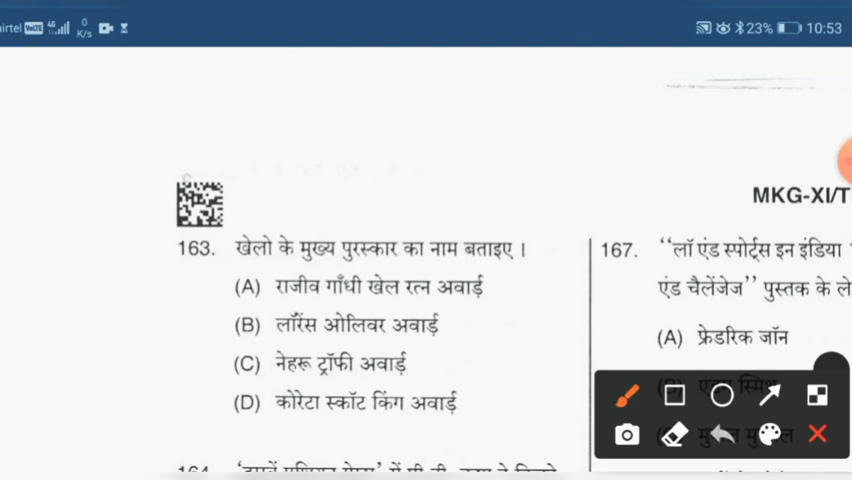 airtel VoLTE 4G 0 K/s
23% 10:53
MKG-XI/T
163. खेलो के मुख्य पुरस्कार का नाम बताइए ।
(A) राजीव गाँधी खेल रत्न अवार्ड
(B) लॉरेंस ओलिवर अवार्ड
(C) नेहरू ट्रॉफी अवार्ड
(D) कोरेटा स्कॉट किंग अवार्ड
167. ‘‘लॉ एंड स्पोर्ट्स इन इंडिया
एंड चैलेंजेज’’ पुस्तक के ले
(A) फ्रेडरिक जॉन